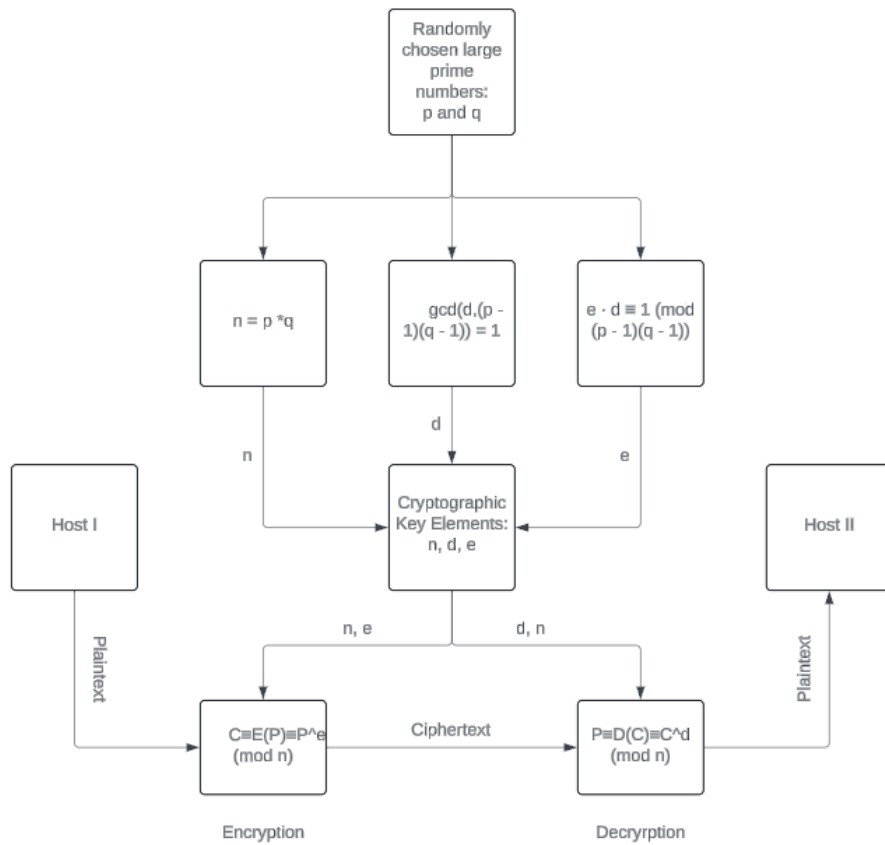 Randomly
chosen large
prime
numbers:
p and q
n = p *q
gcd(d,(p -
1)(q - 1)) = 1
e · d ≡ 1 (mod
(p - 1)(q - 1))
n
d
e
Host I
Cryptographic
Key Elements:
n, d, e
Host II
n, e
d, n
Plaintext
Plaintext
C≡E(P)≡P^e
(mod n)
Ciphertext
P≡D(C)≡C^d
(mod n)
Encryption
Decryrption